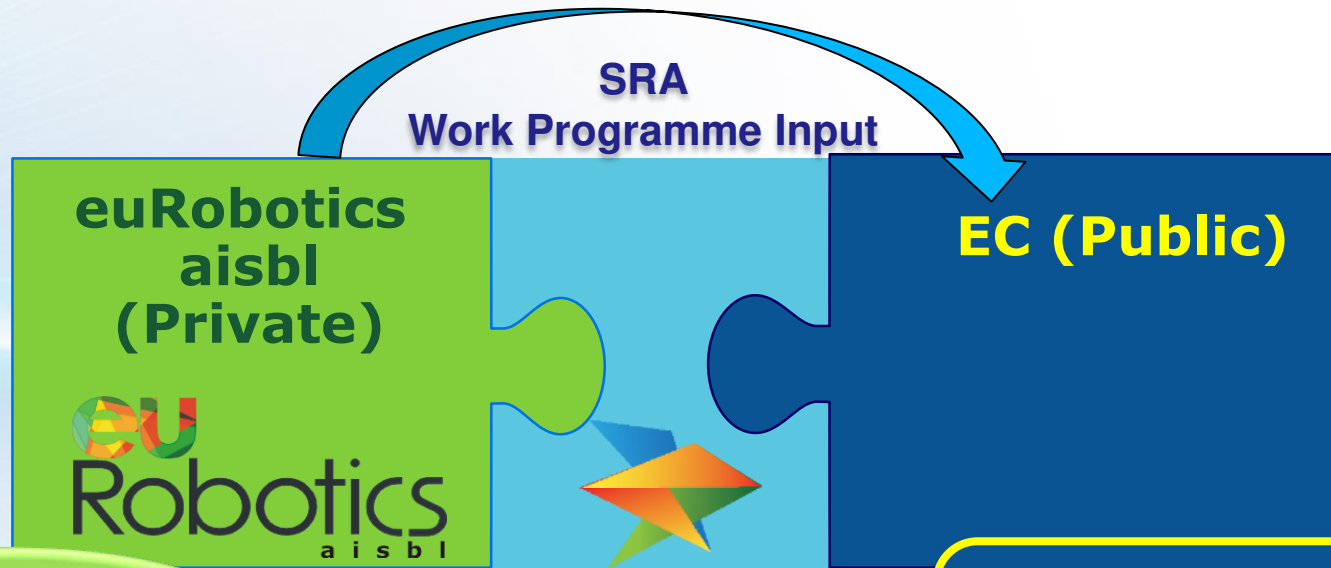 SRA
Work Programme Input
euRobotics
aisbl
(Private)
EC (Public)
eu
Robotics
aisbl